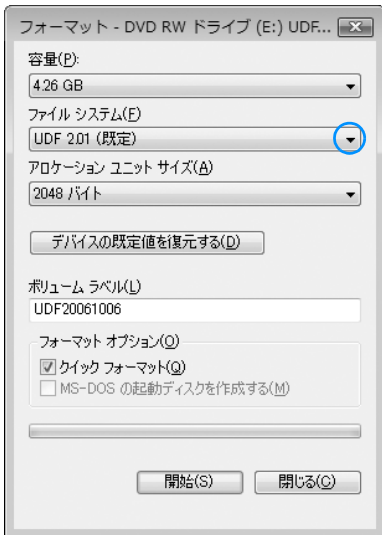 フォーマット - DVD RW ドライブ (E:) UDF...
容量(P):
4.26 GB
ファイル システム(F)
UDF 2.01 (既定)
アロケーション ユニット サイズ(A)
2048 バイト
デバイスの既定値を復元する(D)
ボリューム ラベル(L)
UDF20061006
フォーマット オプション(O)
クイック フォーマット(Q)
MS-DOS の起動ディスクを作成する(M)
開始(S)
閉じる(C)